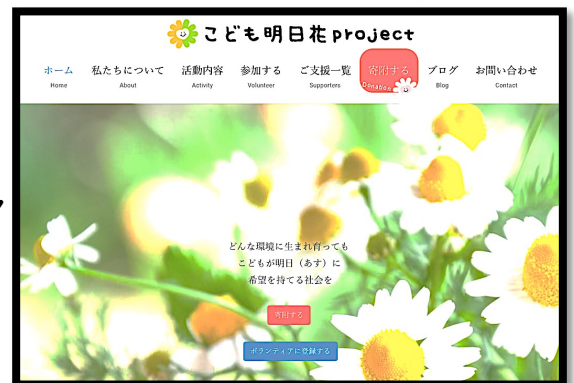 こども明日花project
ホーム 私たちについて 活動内容 参加する ご支援一覧 寄附する ブログ お問い合わせ
Home About Activity Volunteer Supporters Donation Blog Contact
どんな環境に生まれ育っても
こどもが明日（あす）に
希望を持てる社会を
寄附する
ボランティアに登録する